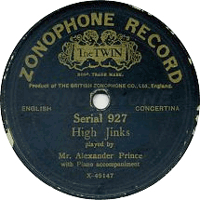 ZONOPHONE RECORD
The TWIN
REGD. TRADE MARK.
Product of THE BRITISH ZONOPHONE CO., LTD., England.
ENGLISH CONCERTINA
Serial 927
High Jinks
played by
Mr. Alexander Prince
with Piano accompaniment
X-49147